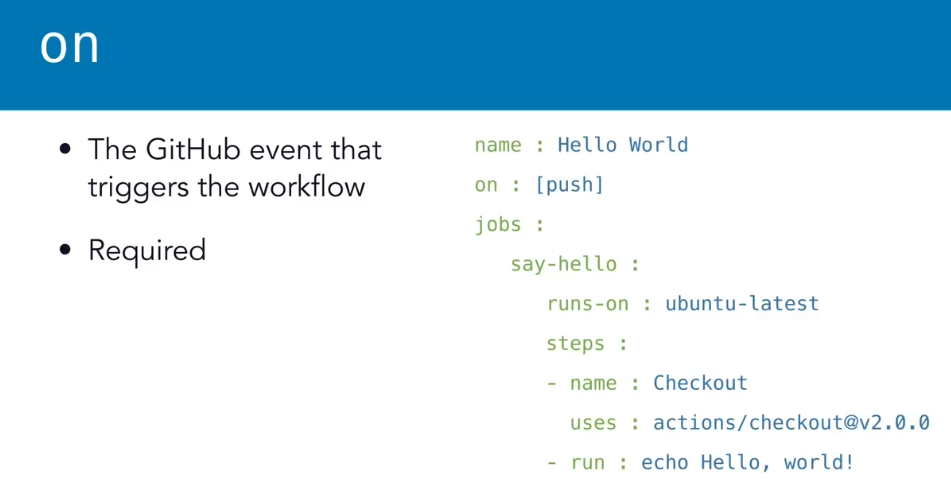 on
• The GitHub event that
triggers the workflow
• Required
name : Hello World
on : [push]
jobs :
say-hello :
runs-on : ubuntu-latest
steps :
- name : Checkout
uses : actions/checkout@v2.0.0
- run : echo Hello, world!